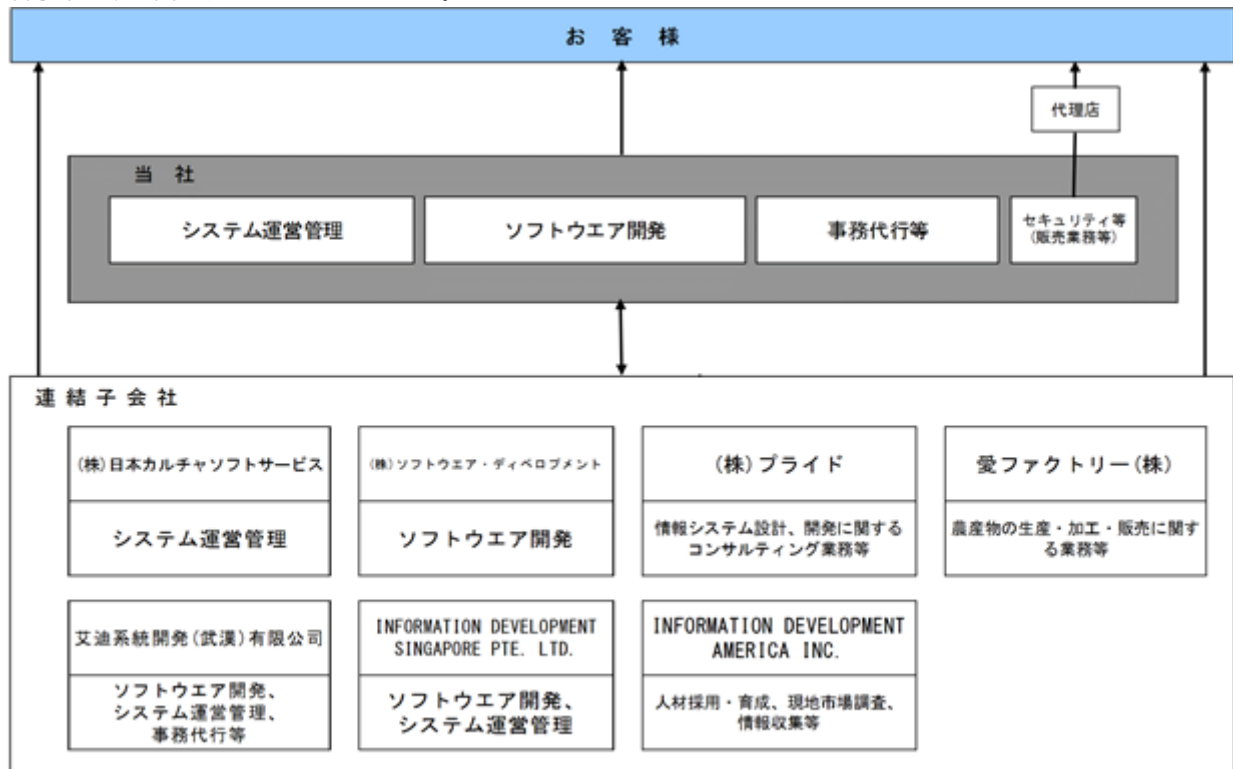 お客様
代理店
当社
システム運営管理
ソフトウエア開発
事務代行等
セキュリティ等
(販売業務等)
連結子会社
(株)日本カルチャソフトサービス
システム運営管理
(株)ソフトウエア・ディベロプメント
ソフトウエア開発
(株)プライド
情報システム設計、開発に関する
コンサルティング業務等
愛ファクトリー(株)
農産物の生産・加工・販売に関す
る業務等
艾迪系統開発(武漢)有限公司
ソフトウエア開発、
システム運営管理、
事務代行等
INFORMATION DEVELOPMENT
SINGAPORE PTE. LTD.
ソフトウエア開発、
システム運営管理
INFORMATION DEVELOPMENT
AMERICA INC.
人材採用・育成、現地市場調査、
情報収集等